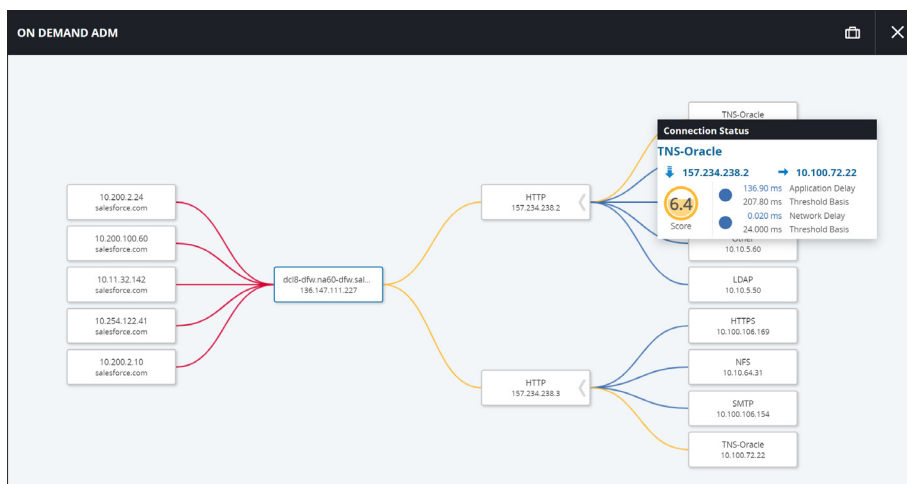 ON DEMAND ADM
TNS-Oracle
Connection Status
TNS-Oracle
157.234.238.2 10.100.72.22
6.4
Score
136.90 ms Application Delay
207.80 ms Threshold Basis
0.020 ms Network Delay
24.000 ms Threshold Basis
Other
10.10.5.60
10.200.2.24
salesforce.com
10.200.100.60
salesforce.com
10.11.32.142
salesforce.com
10.254.122.41
salesforce.com
10.200.2.10
salesforce.com
dcl8-dfw.na60-dfw.sal...
136.147.111.227
HTTP
157.234.238.2
HTTP
157.234.238.3
LDAP
10.10.5.50
HTTPS
10.100.106.169
NFS
10.10.64.31
SMTP
10.100.106.154
TNS-Oracle
10.100.72.22